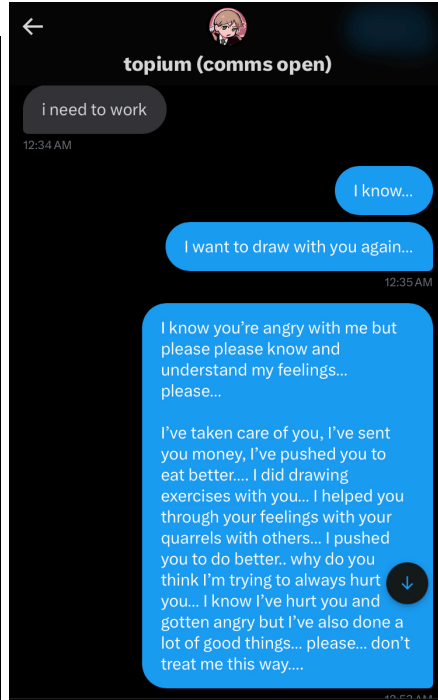 topium (comms open)
i need to work
12:34 AM
I know...
I want to draw with you again...
12:35 AM
I know you're angry with me but
please please know and
understand my feelings...
please...
I've taken care of you, I've sent
you money, I've pushed you to
eat better.... I did drawing
exercises with you... I helped you
through your feelings with your
quarrels with others... I pushed
you to do better.. why do you
think I'm trying to always hurt
you... I know I've hurt you and
gotten angry but I've also done a
lot of good things... please... don't
treat me this way....